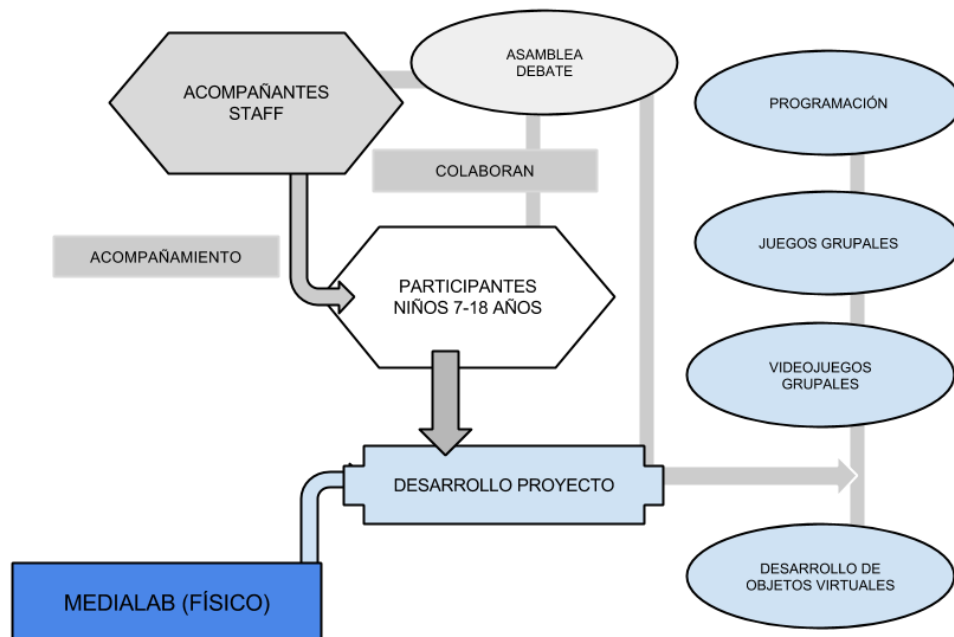 ASAMBLEA
DEBATE
ACOMPAÑANTES
STAFF
PROGRAMACIÓN
COLABORAN
ACOMPAÑAMIENTO
JUEGOS GRUPALES
PARTICIPANTES
NIÑOS 7-18 AÑOS
VIDEOJUEGOS
GRUPALES
DESARROLLO PROYECTO
DESARROLLO DE
OBJETOS VIRTUALES
MEDIALAB (FÍSICO)